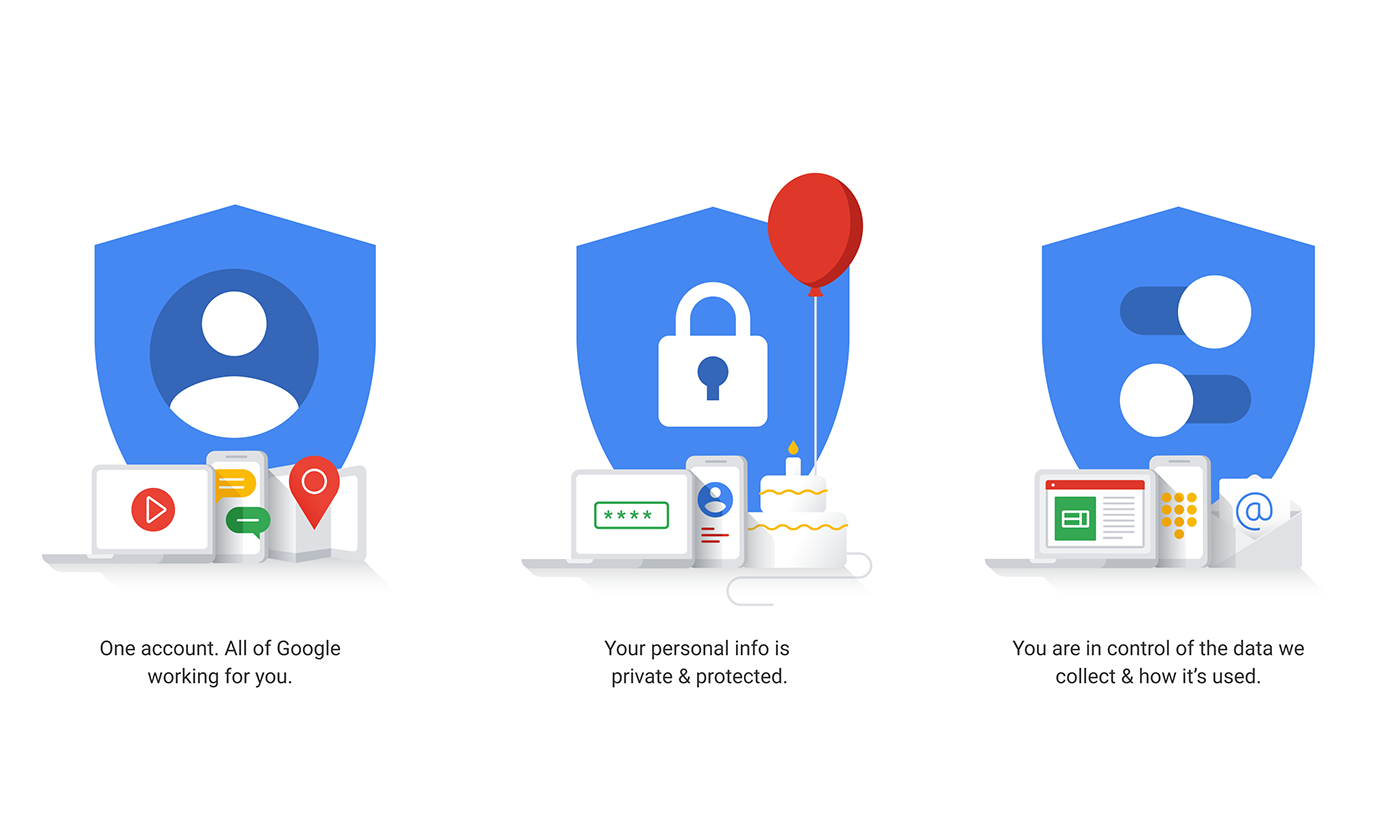 ****
@
One account. All of Google
working for you.
Your personal info is
private & protected.
You are in control of the data we
collect & how it’s used.